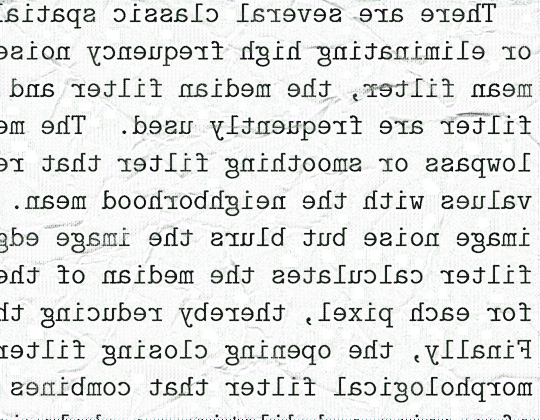 There are several classic spatial
or eliminating high frequency noise
mean filter, the median filter and
filter are frequently used. The me
lowpass or smoothing filter that re
values with the neighborhood mean.
image noise but blurs the image edg
filter calculates the median of the
for each pixel, thereby reducing th
Finally, the opening closing filter
morphological filter that combines